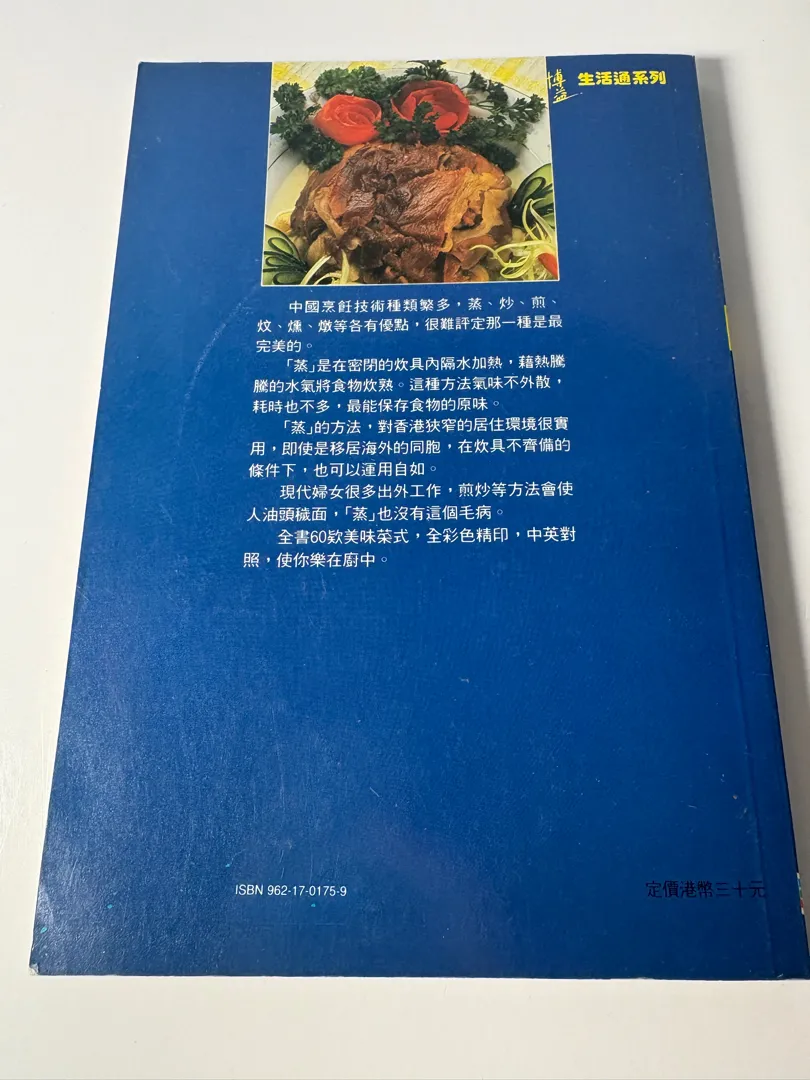 博益 生活通系列
中國烹飪技術種類繁多，蒸、炒、煎、
炆、燻、燉等各有優點，很難評定那一種是最
完美的。
「蒸」是在密閉的炊具內隔水加熱，藉熱騰
騰的水氣將食物炊熟。這種方法氣味不外散，
耗時也不多，最能保存食物的原味。
「蒸」的方法，對香港狹窄的居住環境很實
用，即使是移居海外的同胞，在炊具不齊備的
條件下，也可以運用自如。
現代婦女很多出外工作，煎炒等方法會使
人油頭穢面，「蒸」也沒有這個毛病。
全書60欵美味菜式，全彩色精印，中英對
照，使你樂在廚中。
ISBN 962-17-0175-9
定價港幣三十元